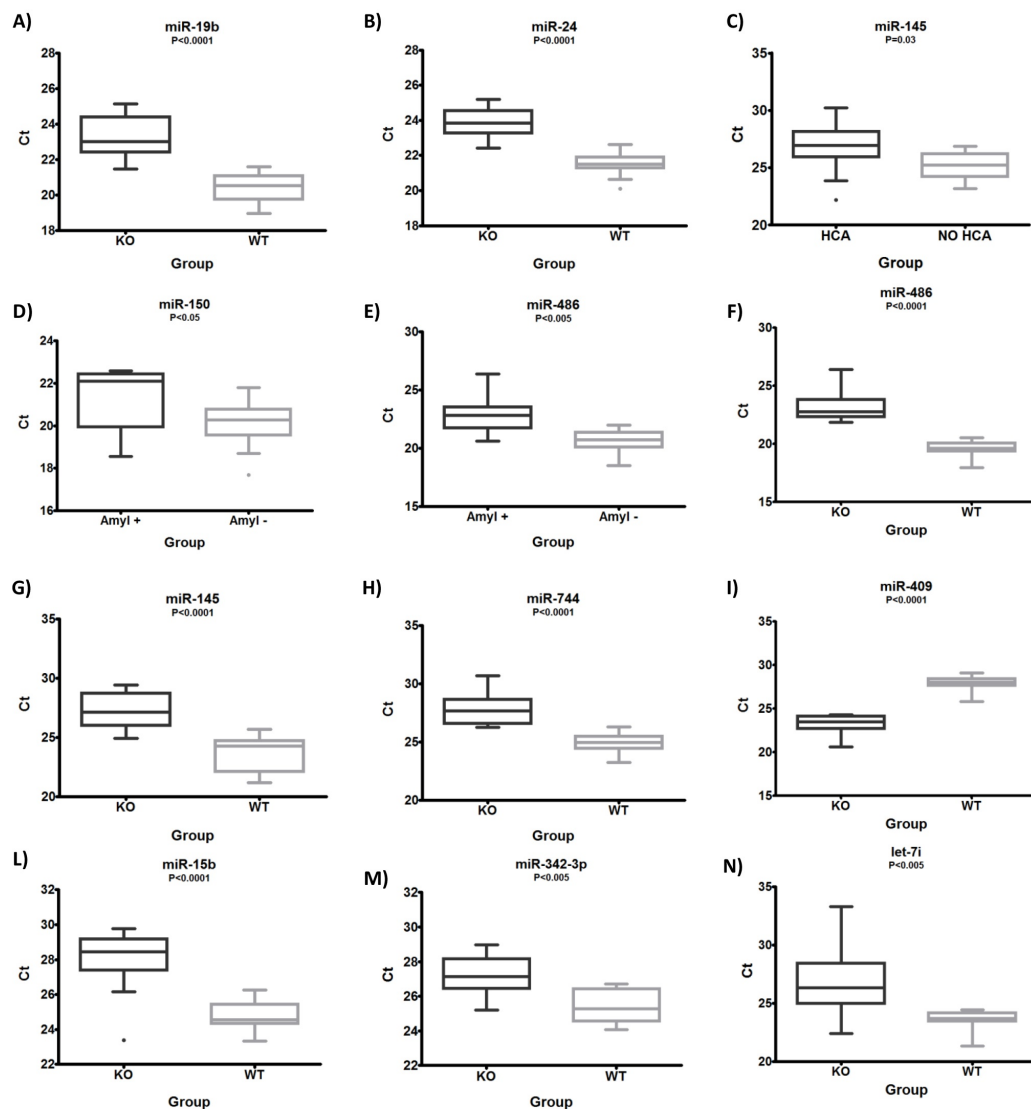 A)
miR-19b
P<0.0001
28
26
24
22
20
18
Ct
KO WT
Group
B)
miR-24
P<0.0001
28
26
24
22
20
18
Ct
KO WT
Group
C)
miR-145
P=0.03
35
30
25
20
Ct
HCA NO HCA
Group
D)
miR-150
P<0.05
24
22
20
18
16
Ct
Amyl + Amyl -
Group
E)
miR-486
P<0.005
30
25
20
15
Ct
Amyl + Amyl -
Group
F)
miR-486
P<0.0001
30
25
20
15
Ct
KO WT
Group
G)
miR-145
P<0.0001
35
30
25
20
Ct
KO WT
Group
H)
miR-744
P<0.0001
35
30
25
20
Ct
KO WT
Group
I)
miR-409
P<0.0001
35
30
25
20
15
Ct
KO WT
Group
L)
miR-15b
P<0.0001
32
30
28
26
24
22
Ct
KO WT
Group
M)
miR-342-3p
P<0.005
32
30
28
26
24
22
Ct
KO WT
Group
N)
let-7i
P<0.005
35
30
25
20
Ct
KO WT
Group